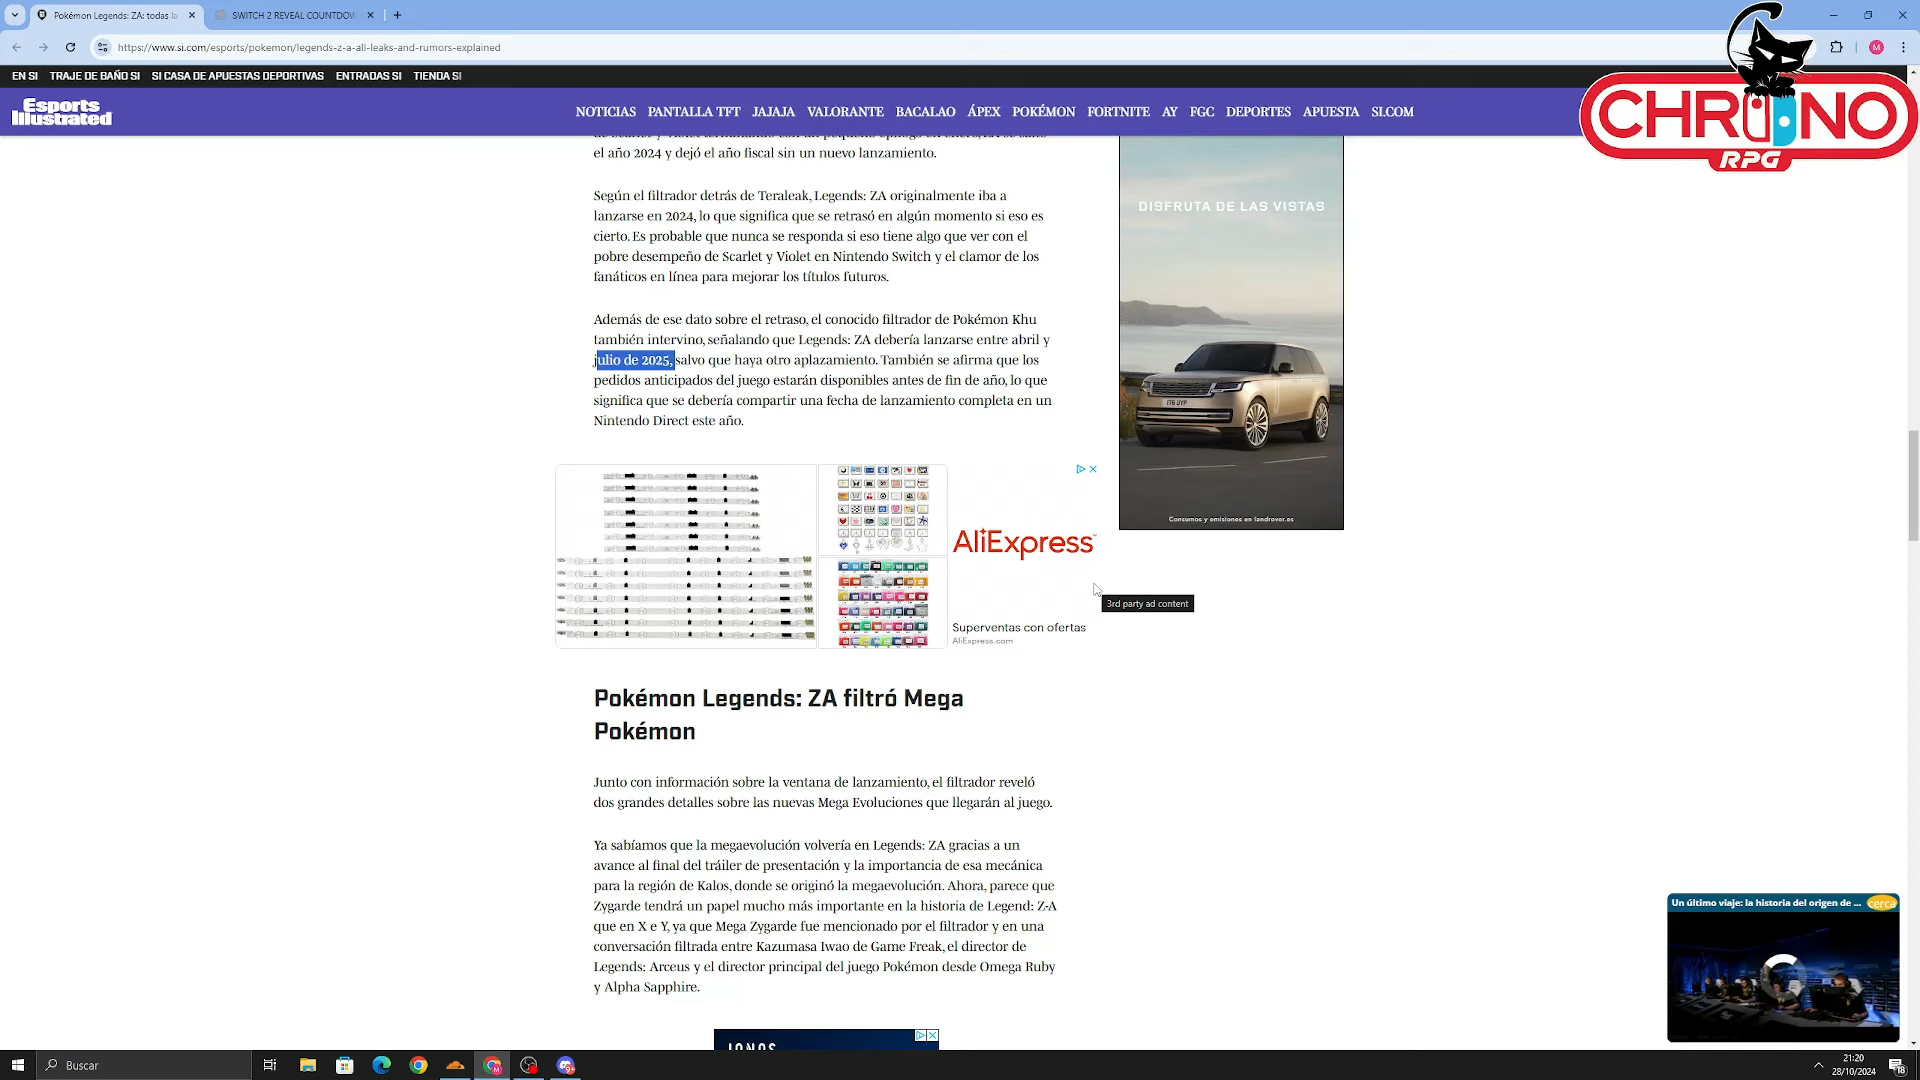 Pokémon Legends: ZA: todas la
SWITCH 2 REVEAL COUNTDOW
https://www.si.com/esports/pokemon/legends-z-a-all-leaks-and-rumors-explained
M
EN SI TRAJE DE BAÑO SI SI CASA DE APUESTAS DEPORTIVAS ENTRADAS SI TIENDA SI
Esports
Illustrated
NOTICIAS PANTALLA TFT JAJAJA VALORANTE BACALAO ÁPEX POKÉMON FORTNITE AY FGC DEPORTES APUESTA SI.COM
CHRONO
RPG
el año 2024 y dejó el año fiscal sin un nuevo lanzamiento.
Según el filtrador detrás de Teraleak, Legends: ZA originalmente iba a
lanzarse en 2024, lo que significa que se retrasó en algún momento si eso es
cierto. Es probable que nunca se responda si eso tiene algo que ver con el
pobre desempeño de Scarlet y Violet en Nintendo Switch y el clamor de los
fanáticos en línea para mejorar los títulos futuros.
Además de ese dato sobre el retraso, el conocido filtrador de Pokémon Khu
también intervino, señalando que Legends: ZA debería lanzarse entre abril y
julio de 2025, salvo que haya otro aplazamiento. También se afirma que los
pedidos anticipados del juego estarán disponibles antes de fin de año, lo que
significa que se debería compartir una fecha de lanzamiento completa en un
Nintendo Direct este año.
DISFRUTA DE LAS VISTAS
Consumos y emisiones en landrover.es
AliExpress
3rd party ad content
Superventas con ofertas
AliExpress.com
Pokémon Legends: ZA filtró Mega
Pokémon
Junto con información sobre la ventana de lanzamiento, el filtrador reveló
dos grandes detalles sobre las nuevas Mega Evoluciones que llegarán al juego.
Ya sabíamos que la megaevolución volvería en Legends: ZA gracias a un
avance al final del tráiler de presentación y la importancia de esa mecánica
para la región de Kalos, donde se originó la megaevolución. Ahora, parece que
Zygarde tendrá un papel mucho más importante en la historia de Legend: Z-A
que en X e Y, ya que Mega Zygarde fue mencionado por el filtrador y en una
conversación filtrada entre Kazumasa Iwao de Game Freak, el director de
Legends: Arceus y el director principal del juego Pokémon desde Omega Ruby
y Alpha Sapphire.
Un último viaje: la historia del origen de ... cerca
IONOS
Buscar
21:20
28/10/2024
18